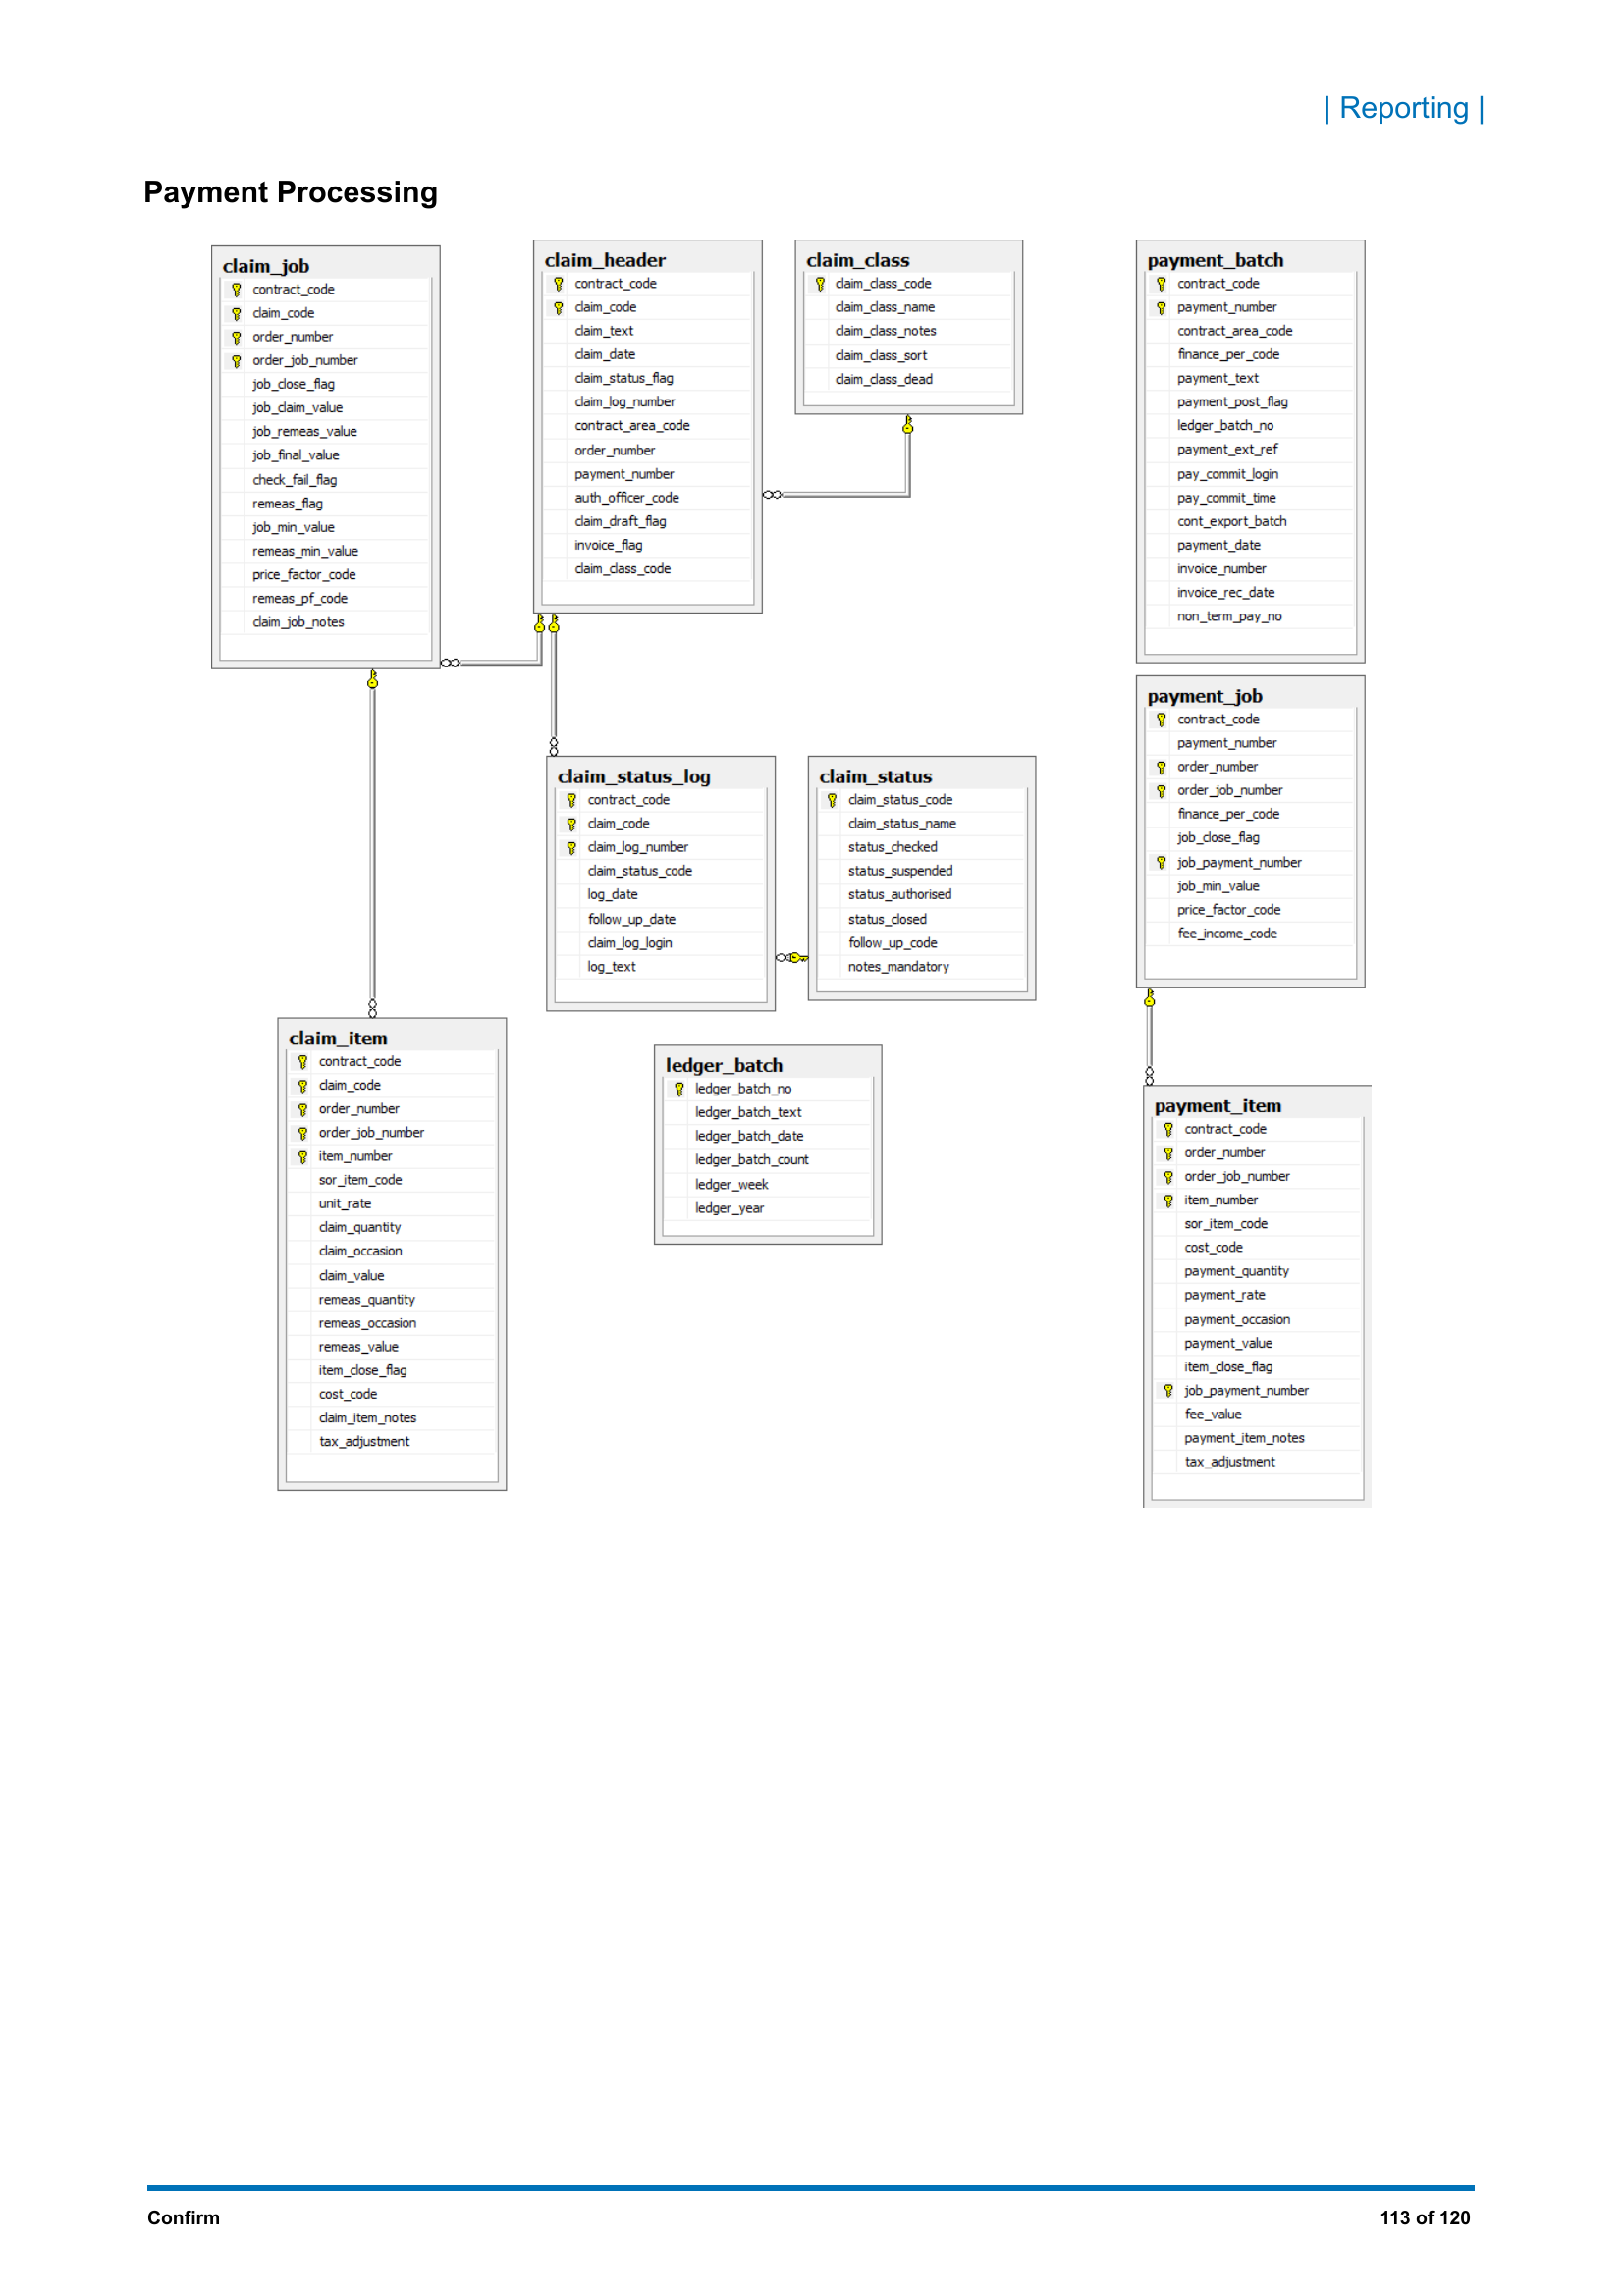 | Reporting |
Payment Processing
claim_job
contract_code
claim_code
order_number
order_job_number
job_close_flag
job_claim_value
job_remeas_value
job_final_value
check_fail_flag
remeas_flag
job_min_value
remeas_min_value
price_factor_code
remeas_pf_code
claim_job_notes
claim_header
contract_code
claim_code
claim_text
claim_date
claim_status_flag
claim_log_number
contract_area_code
order_number
payment_number
auth_officer_code
claim_draft_flag
invoice_flag
claim_class_code
claim_class
claim_class_code
claim_class_name
claim_class_notes
claim_class_sort
claim_class_dead
payment_batch
contract_code
payment_number
contract_area_code
finance_per_code
payment_text
payment_post_flag
ledger_batch_no
payment_ext_ref
pay_commit_login
pay_commit_time
cont_export_batch
payment_date
invoice_number
invoice_rec_date
non_term_pay_no
payment_job
contract_code
payment_number
order_number
order_job_number
finance_per_code
job_close_flag
job_payment_number
job_min_value
price_factor_code
fee_income_code
claim_status_log
contract_code
claim_code
claim_log_number
claim_status_code
log_date
follow_up_date
claim_log_login
log_text
claim_status
claim_status_code
claim_status_name
status_checked
status_suspended
status_authorised
status_closed
follow_up_code
notes_mandatory
claim_item
contract_code
claim_code
order_number
order_job_number
item_number
sor_item_code
unit_rate
claim_quantity
claim_occasion
claim_value
remeas_quantity
remeas_occasion
remeas_value
item_close_flag
cost_code
claim_item_notes
tax_adjustment
ledger_batch
ledger_batch_no
ledger_batch_text
ledger_batch_date
ledger_batch_count
ledger_week
ledger_year
payment_item
contract_code
order_number
order_job_number
item_number
sor_item_code
cost_code
payment_quantity
payment_rate
payment_occasion
payment_value
item_close_flag
job_payment_number
fee_value
payment_item_notes
tax_adjustment
Confirm
113 of 120